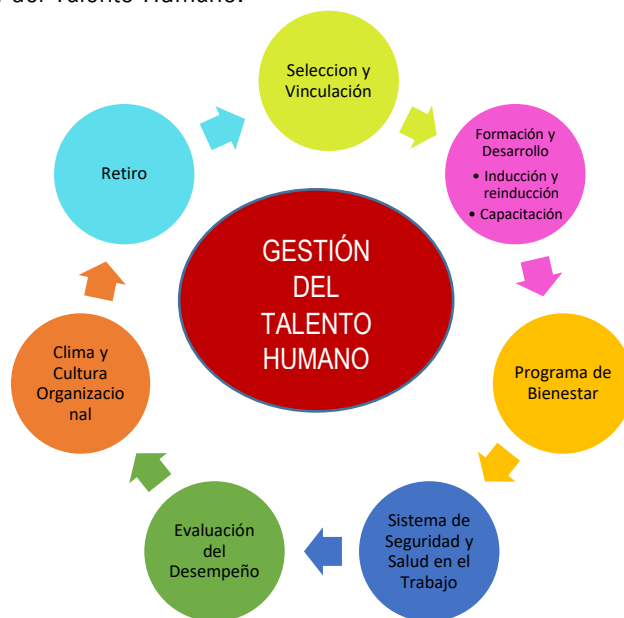 del Talento Humano.
Seleccion y
Vinculación
Formación y
Desarrollo
• Inducción y
reinducción
• Capacitación
Programa de
Bienestar
Sistema de
Seguridad y
Salud en el
Trabajo
Evaluación
del
Desempeño
Clima y
Cultura
Organizacio
nal
Retiro
GESTIÓN
DEL
TALENTO
HUMANO